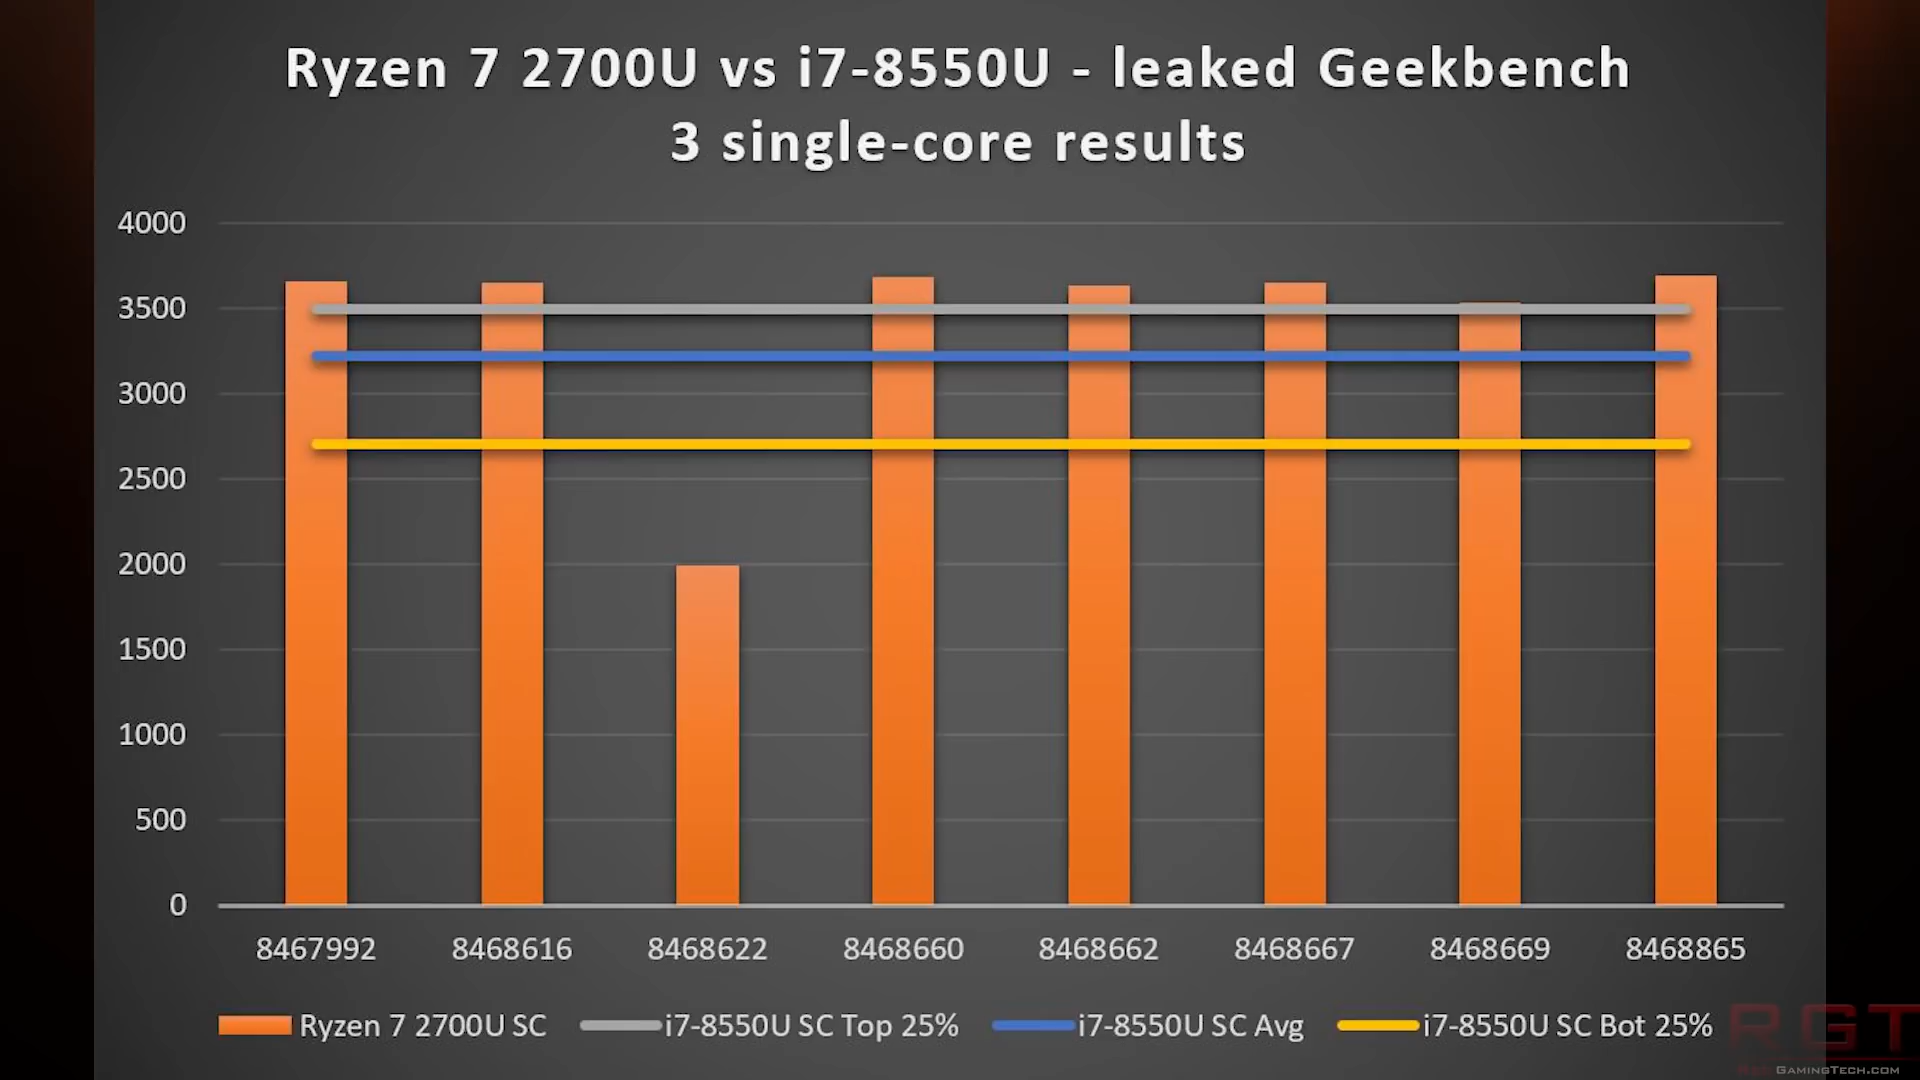 Ryzen 7 2700U vs i7-8550U - leaked Geekbench
3 single-core results
4000
3500
3000
2500
2000
1500
1000
500
0
8467992 8468616 8468622 8468660 8468662 8468667 8468669 8468865
Ryzen 7 2700U SC i7-8550U SC Top 25% i7-8550U SC Avg i7-8550U SC Bot 25%
RGT
GamingTech.com